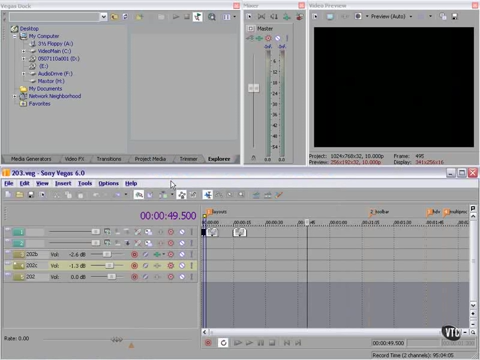 Vegas Dock
Mixer
Video Preview
Preview (Auto)
Desktop
My Computer
3½ Floppy (A:)
VideoMain (C:)
0507110a001 (D:)
(E:)
AudioDrive (F:)
Maxtor (H:)
My Documents
Network Neighborhood
Favorites
Master
Media Generators
Video FX
Transitions
Project Media
Trimmer
Explorer
Project: 1024x768x32, 10.000p
Frame: 495
Preview: 256x192x32, 10.000p
Display: 341x256x16
203.veg - Sony Vegas 6.0
File Edit View Insert Tools Options Help
00:00:49.500
layouts
2 toolbar
202b Vol: -2.6 dB
202c Vol: -1.3 dB
202 Vol: 0.0 dB
Rate: 0.00
00:00:49.500
Record Time (2 channels): 95:04:05
VTC